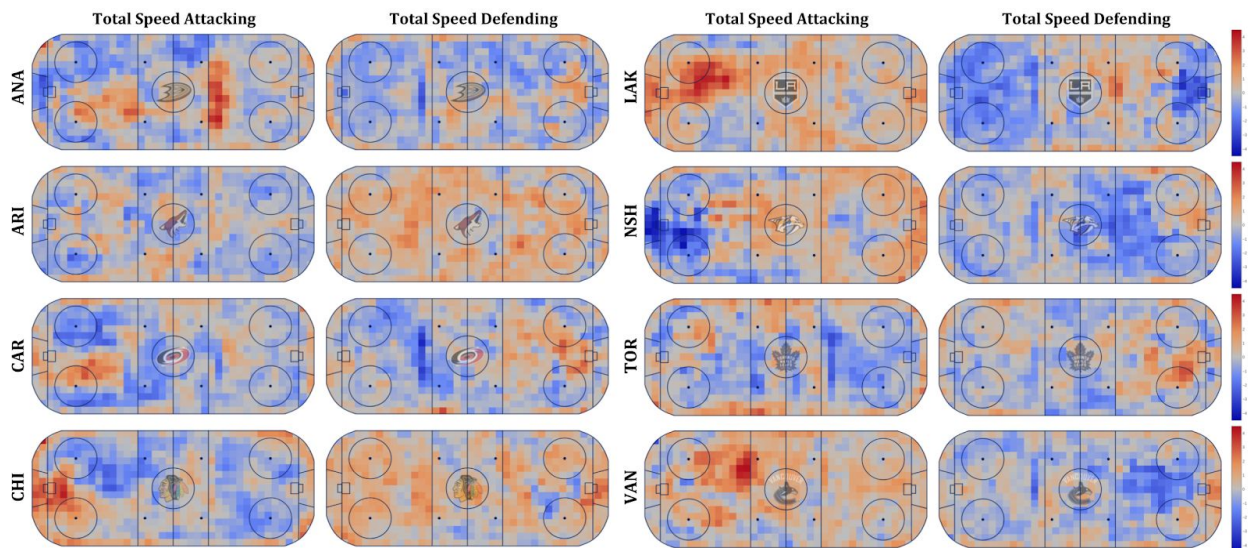 Total Speed Attacking Total Speed Defending Total Speed Attacking Total Speed Defending
ANA LAK
ARI NSH
CAR TOR
CHI VAN